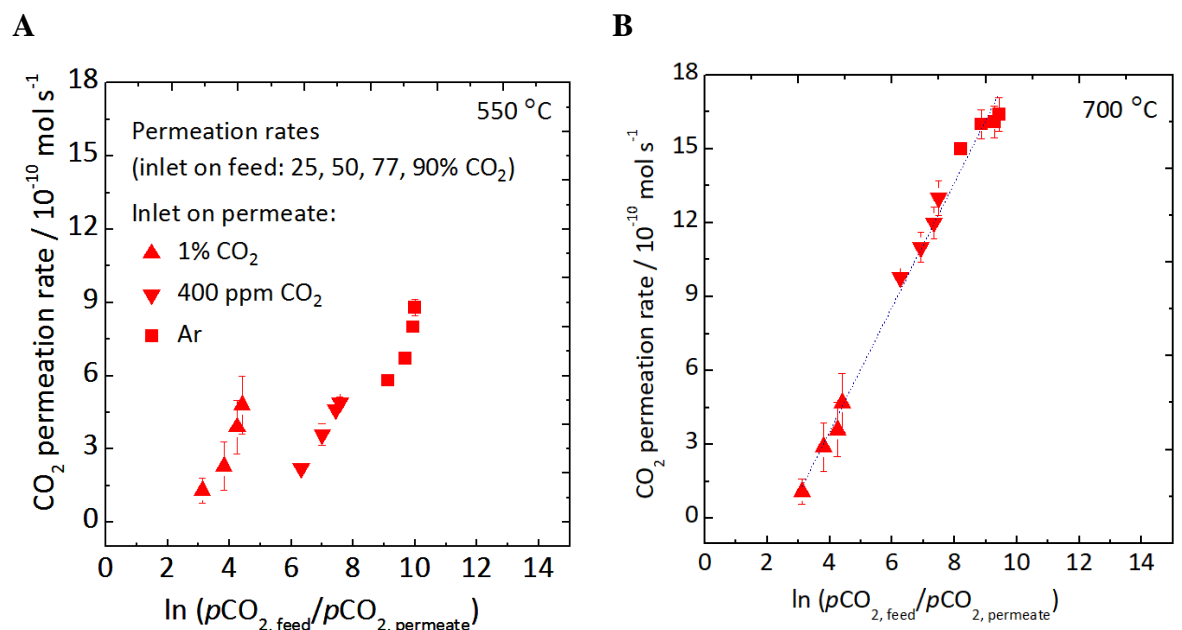 A
CO₂ permeation rate / 10⁻¹⁰ mol s⁻¹
18
15
12
9
6
3
0
550 °C
Permeation rates
(inlet on feed: 25, 50, 77, 90% CO₂)
Inlet on permeate:
1% CO₂
400 ppm CO₂
Ar
0 2 4 6 8 10 12 14
ln (pCO₂, feed/pCO₂, permeate)
B
CO₂ permeation rate / 10⁻¹⁰ mol s⁻¹
18
15
12
9
6
3
0
700 °C
0 2 4 6 8 10 12 14
ln (pCO₂, feed/pCO₂, permeate)